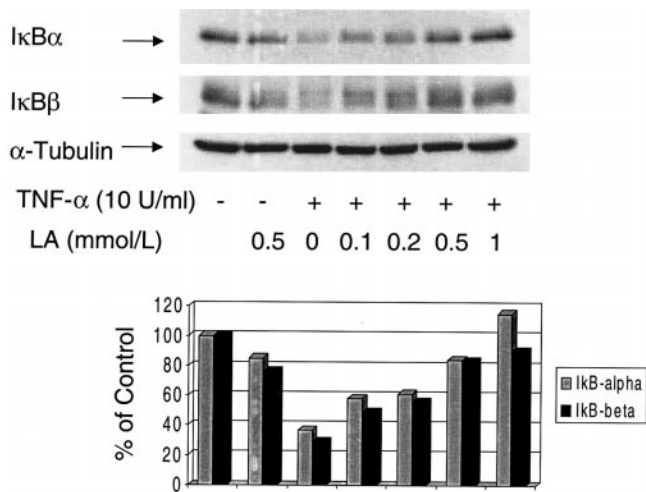 IκBα
IκBβ
α-Tubulin
TNF-α (10 U/ml) - - + + + + +
LA (mmol/L) 0.5 0 0.1 0.2 0.5 1
% of Control
120
100
80
60
40
20
0
IkB-alpha
IkB-beta